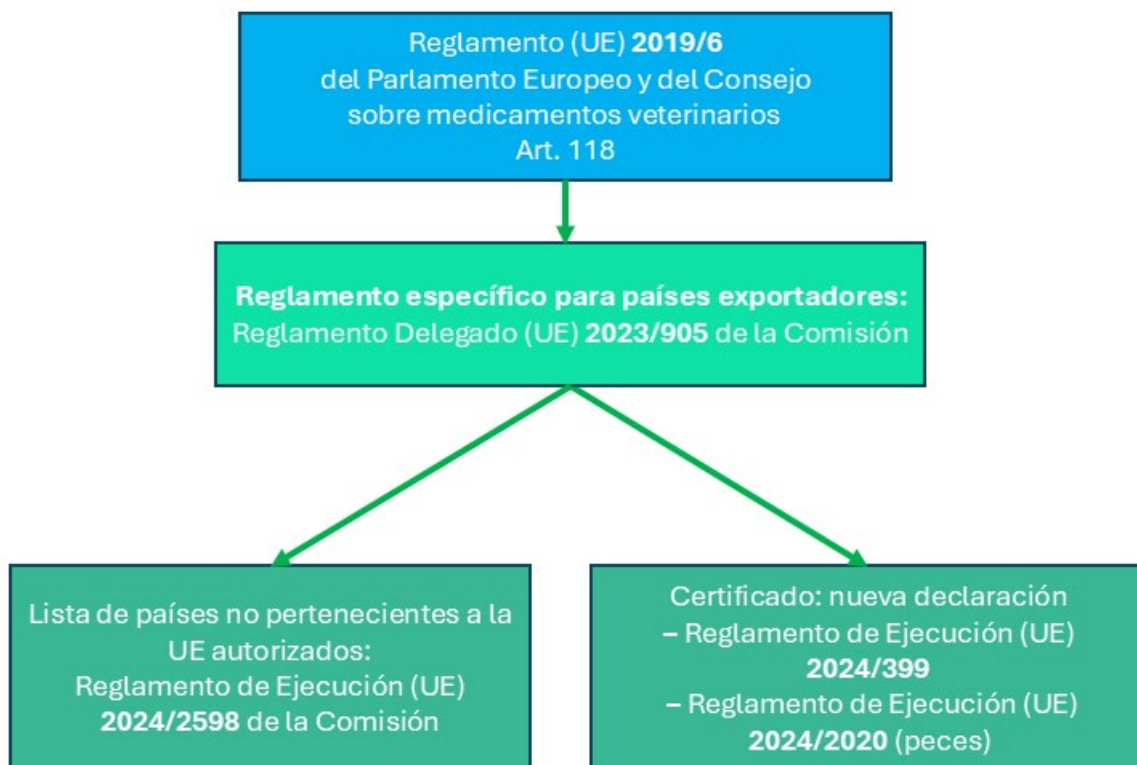 Reglamento (UE) 2019/6
del Parlamento Europeo y del Consejo
sobre medicamentos veterinarios
Art. 118
Reglamento específico para países exportadores:
Reglamento Delegado (UE) 2023/905 de la Comisión
Lista de países no pertenecientes a la
UE autorizados:
Reglamento de Ejecución (UE)
2024/2598 de la Comisión
Certificado: nueva declaración
– Reglamento de Ejecución (UE)
2024/399
– Reglamento de Ejecución (UE)
2024/2020 (peces)